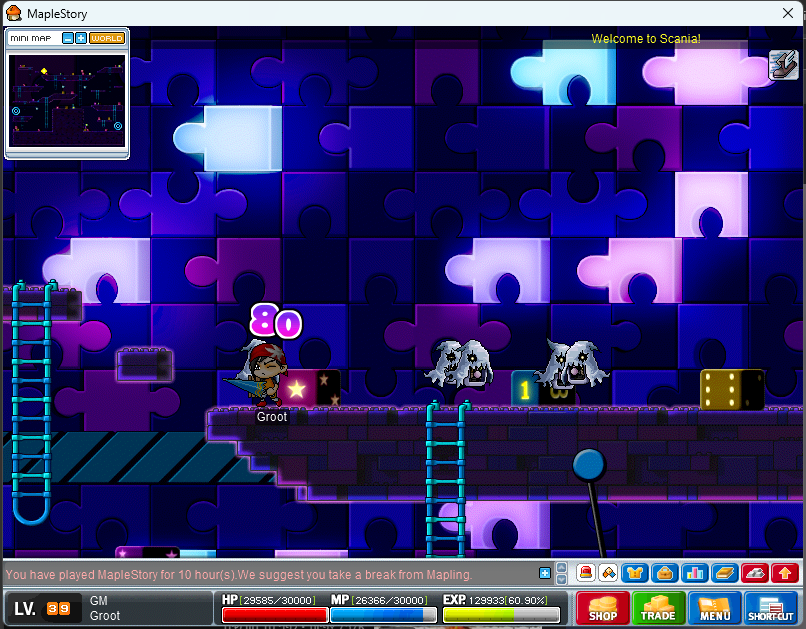 MapleStory
MINI MAP
WORLD
Welcome to Scania!
80
1
Groot
You have played MapleStory for 10 hour(s).We suggest you take a break from Mapling.
LV. 39
GM
Groot
HP[29585/30000]
MP[26366/30000]
EXP 129933[60.90%]
SHOP
TRADE
MENU
SHORTCUT